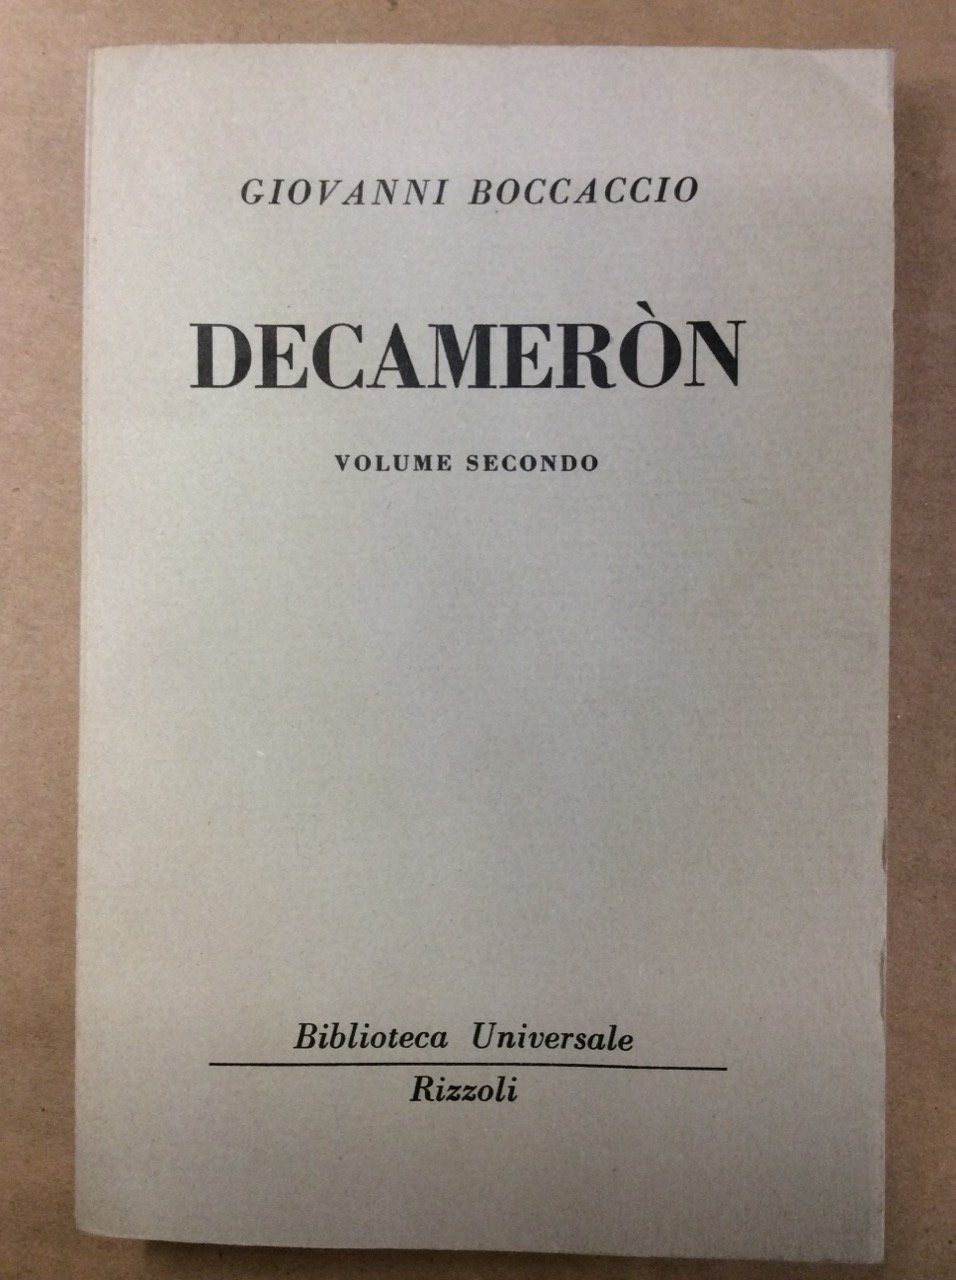 GIOVANNI BOCCACCIO
DECAMERÒN
VOLUME SECONDO
Biblioteca Universale
Rizzoli